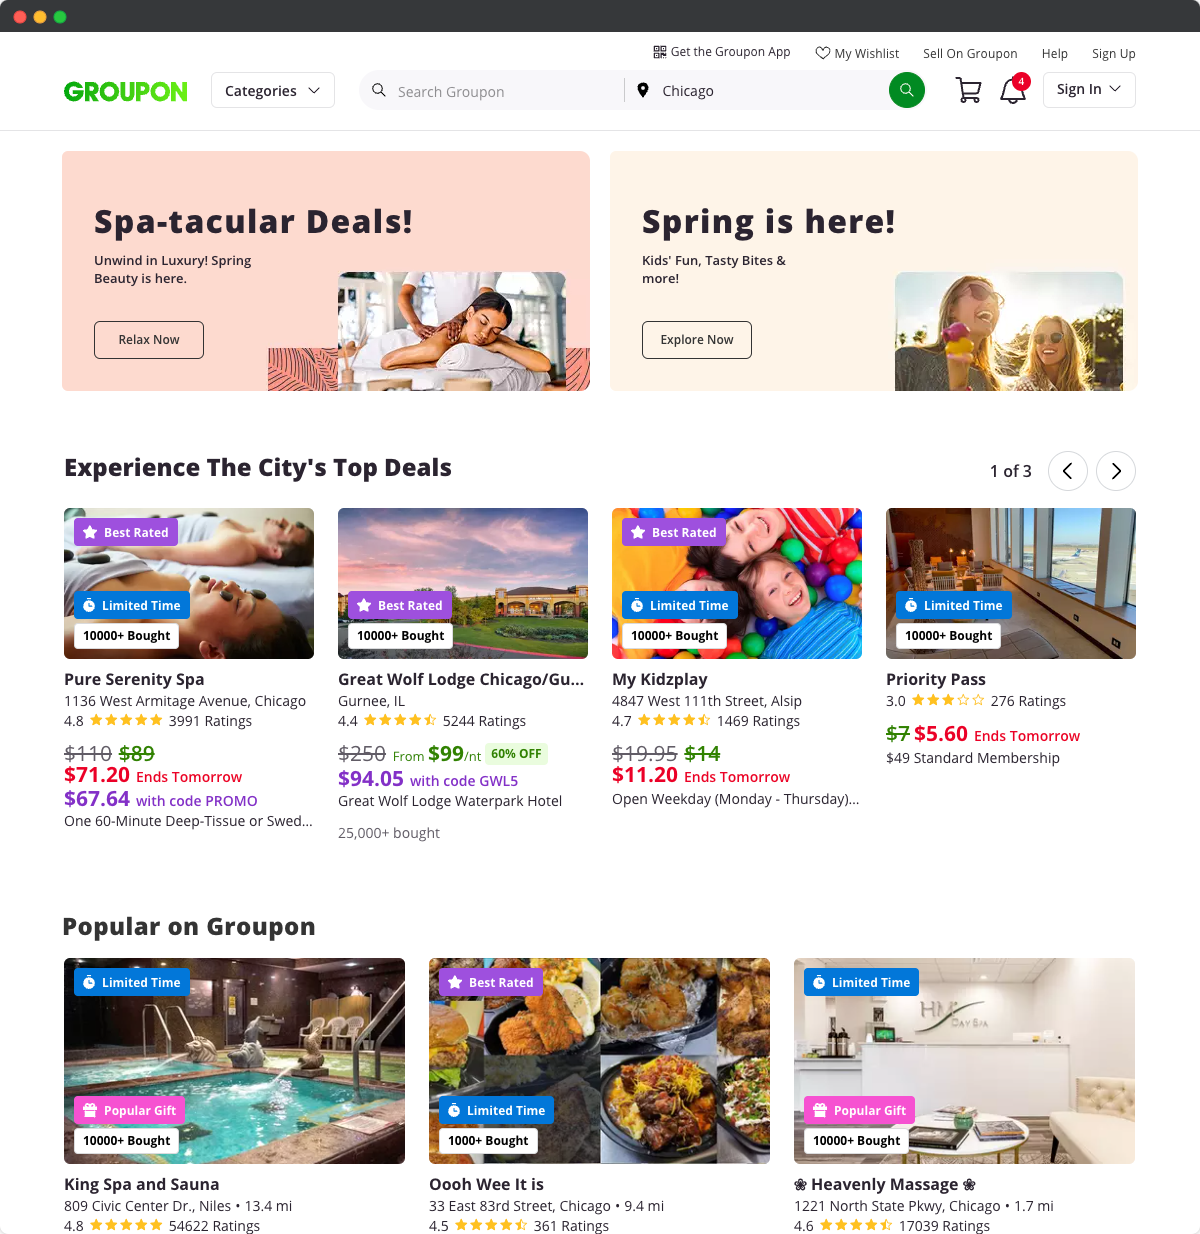 Get the Groupon App
My Wishlist
Sell On Groupon
Help
Sign Up
GROUPON
Categories
Search Groupon
Chicago
4
Sign In
Spa-tacular Deals!
Unwind in Luxury! Spring
Beauty is here.
Relax Now
Spring is here!
Kids' Fun, Tasty Bites &
more!
Explore Now
Experience The City's Top Deals
1 of 3
Best Rated
Limited Time
10000+ Bought
Pure Serenity Spa
1136 West Armitage Avenue, Chicago
4.8 3991 Ratings
$110 $89
$71.20 Ends Tomorrow
$67.64 with code PROMO
One 60-Minute Deep-Tissue or Swed...
Best Rated
10000+ Bought
Great Wolf Lodge Chicago/Gu...
Gurnee, IL
4.4 5244 Ratings
$250 From $99/nt 60% OFF
$94.05 with code GWL5
Great Wolf Lodge Waterpark Hotel
25,000+ bought
Best Rated
Limited Time
10000+ Bought
My Kidzplay
4847 West 111th Street, Alsip
4.7 1469 Ratings
$19.95 $14
$11.20 Ends Tomorrow
Open Weekday (Monday - Thursday)...
Limited Time
10000+ Bought
Priority Pass
3.0 276 Ratings
$7 $5.60 Ends Tomorrow
$49 Standard Membership
Popular on Groupon
Limited Time
Popular Gift
10000+ Bought
King Spa and Sauna
809 Civic Center Dr., Niles • 13.4 mi
4.8 54622 Ratings
Best Rated
Limited Time
1000+ Bought
Oooh Wee It is
33 East 83rd Street, Chicago • 9.4 mi
4.5 361 Ratings
Limited Time
HM
Day Spa
Popular Gift
10000+ Bought
❀ Heavenly Massage ❀
1221 North State Pkwy, Chicago • 1.7 mi
4.6 17039 Ratings